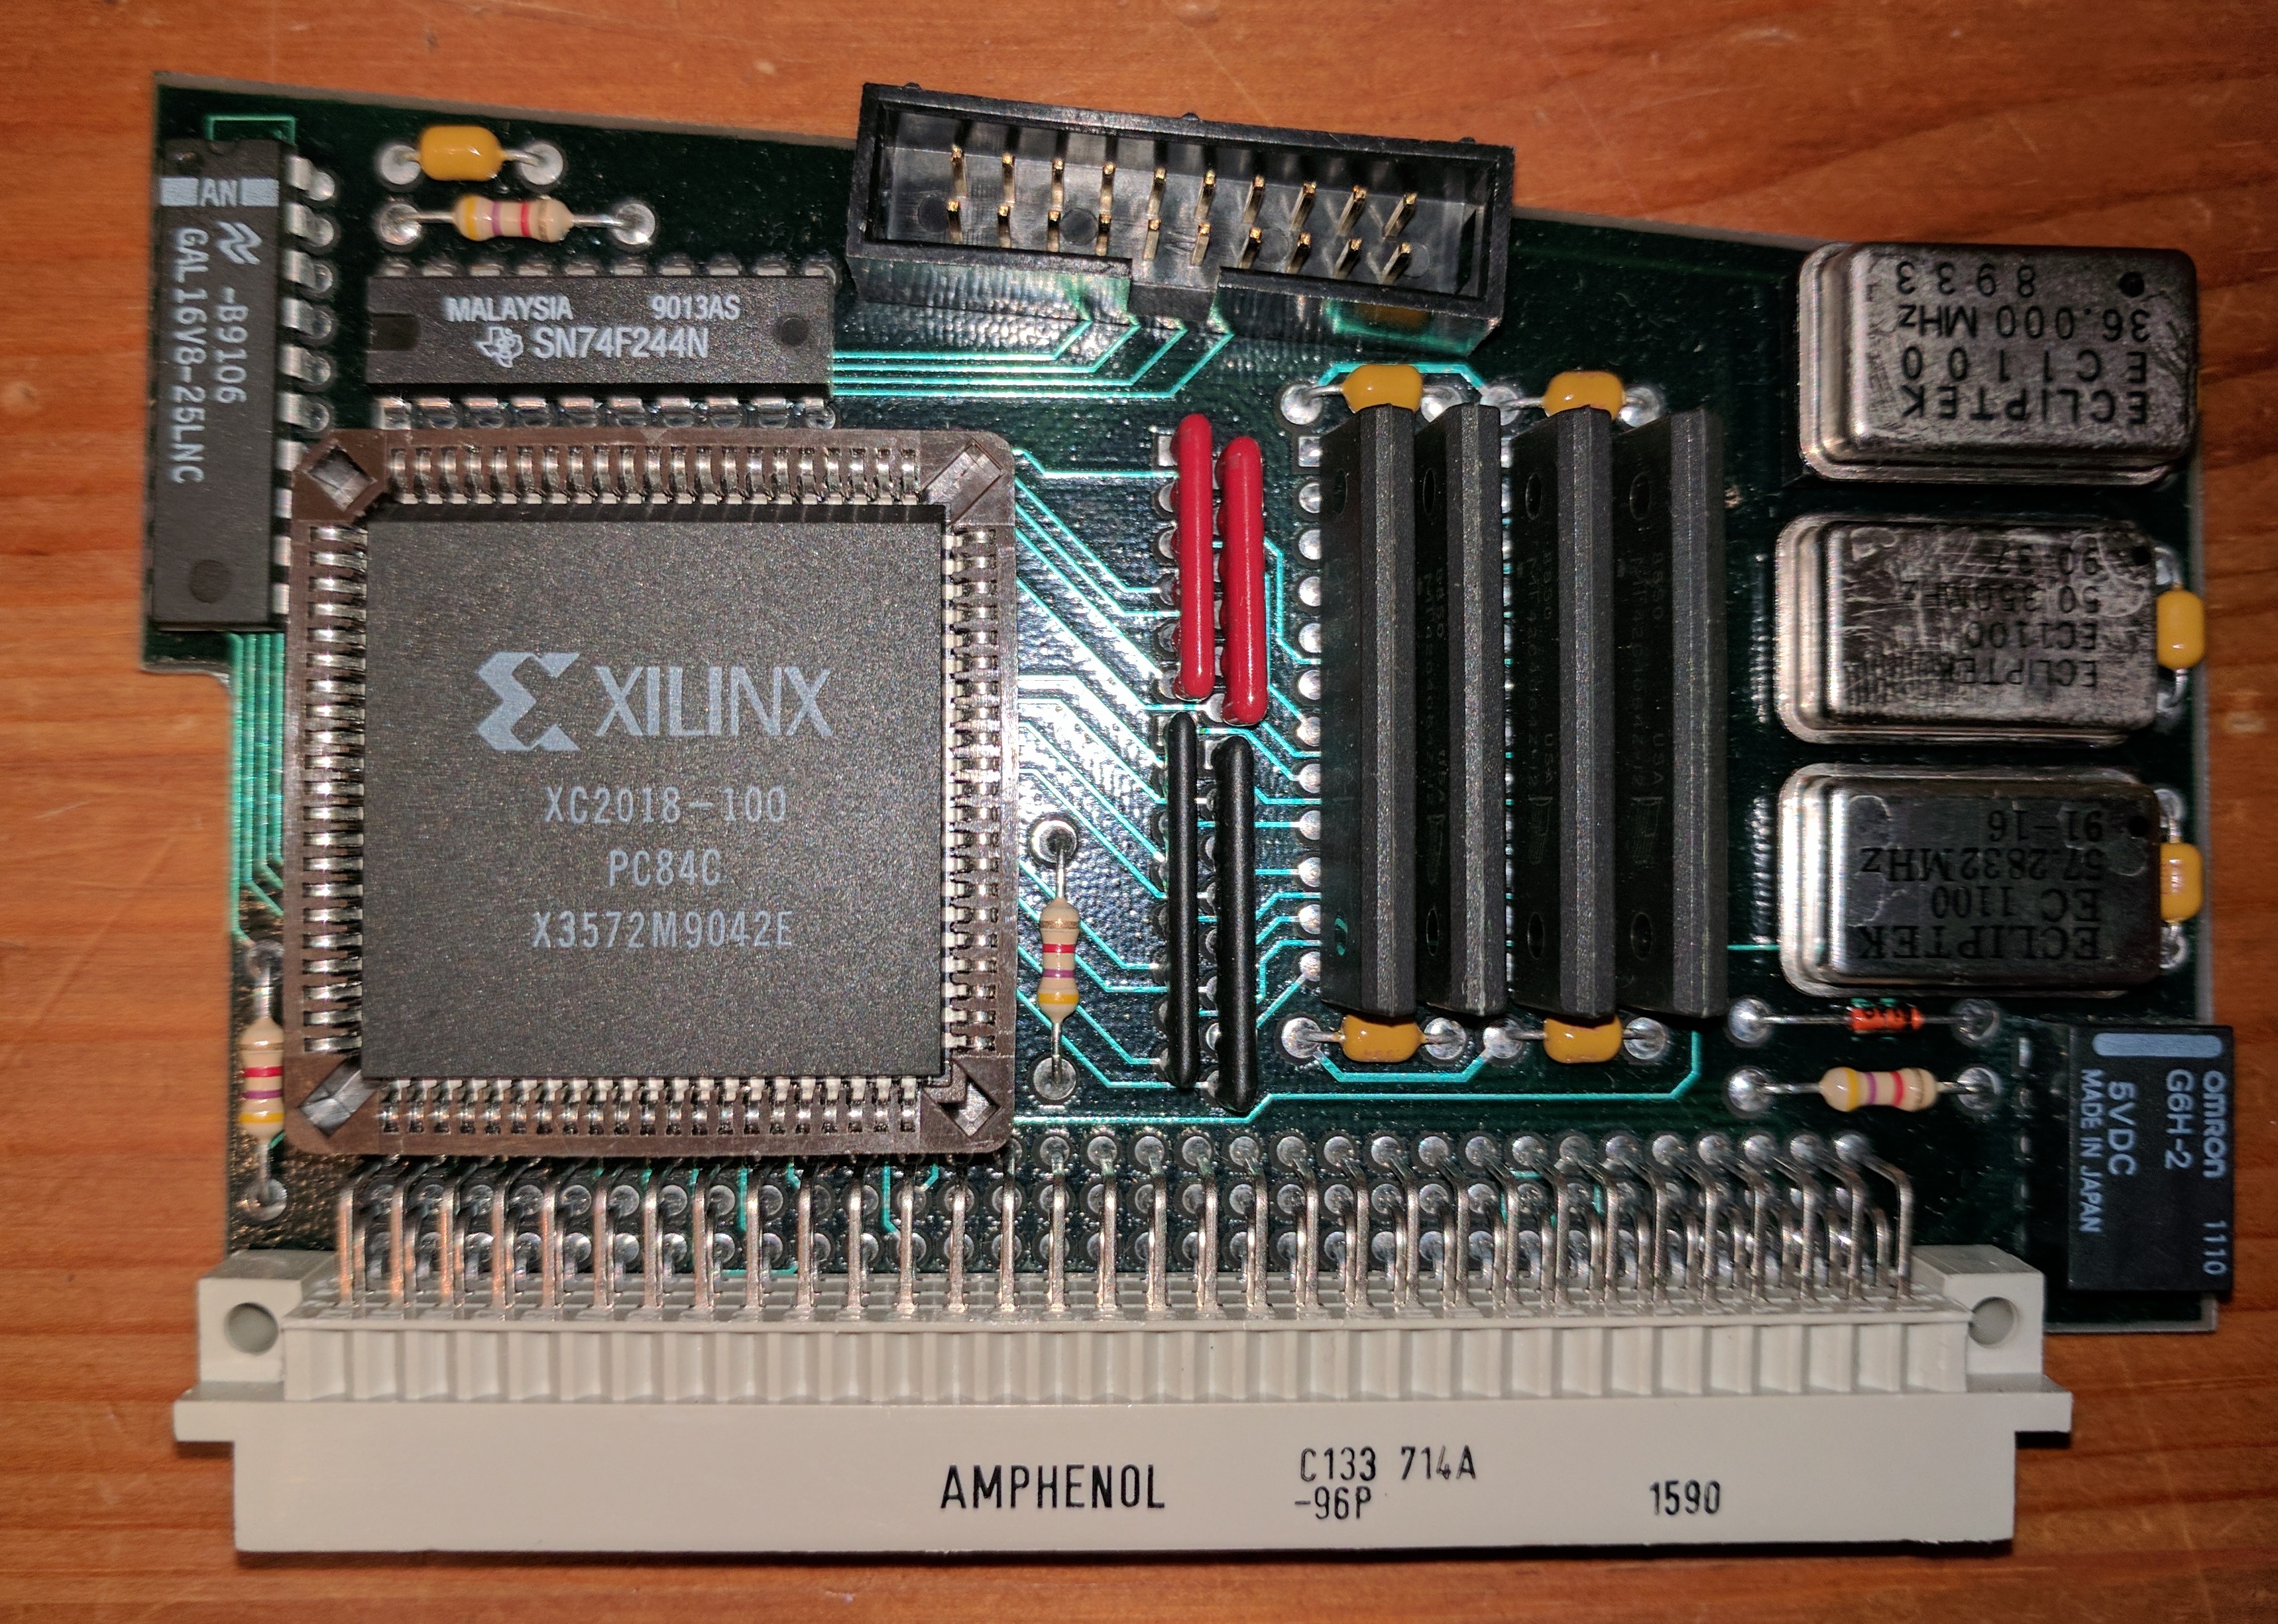 AN
-B9106
GAL16V8-25LNC
MALAYSIA 9013AS
SN74F244N
ECLIPTEK
EC1100
36.000 MHz
8933
XILINX
XC2018-100
PC84C
X3572M9042E
ECLIPTEK
EC1100
50.350MHz
90-37
ECLIPTEK
EC 1100
57.2832MHz
91-16
USA
omron 1110
G6H-2
5VDC
MADE IN JAPAN
AMPHENOL
C133 714A
-96P
1590